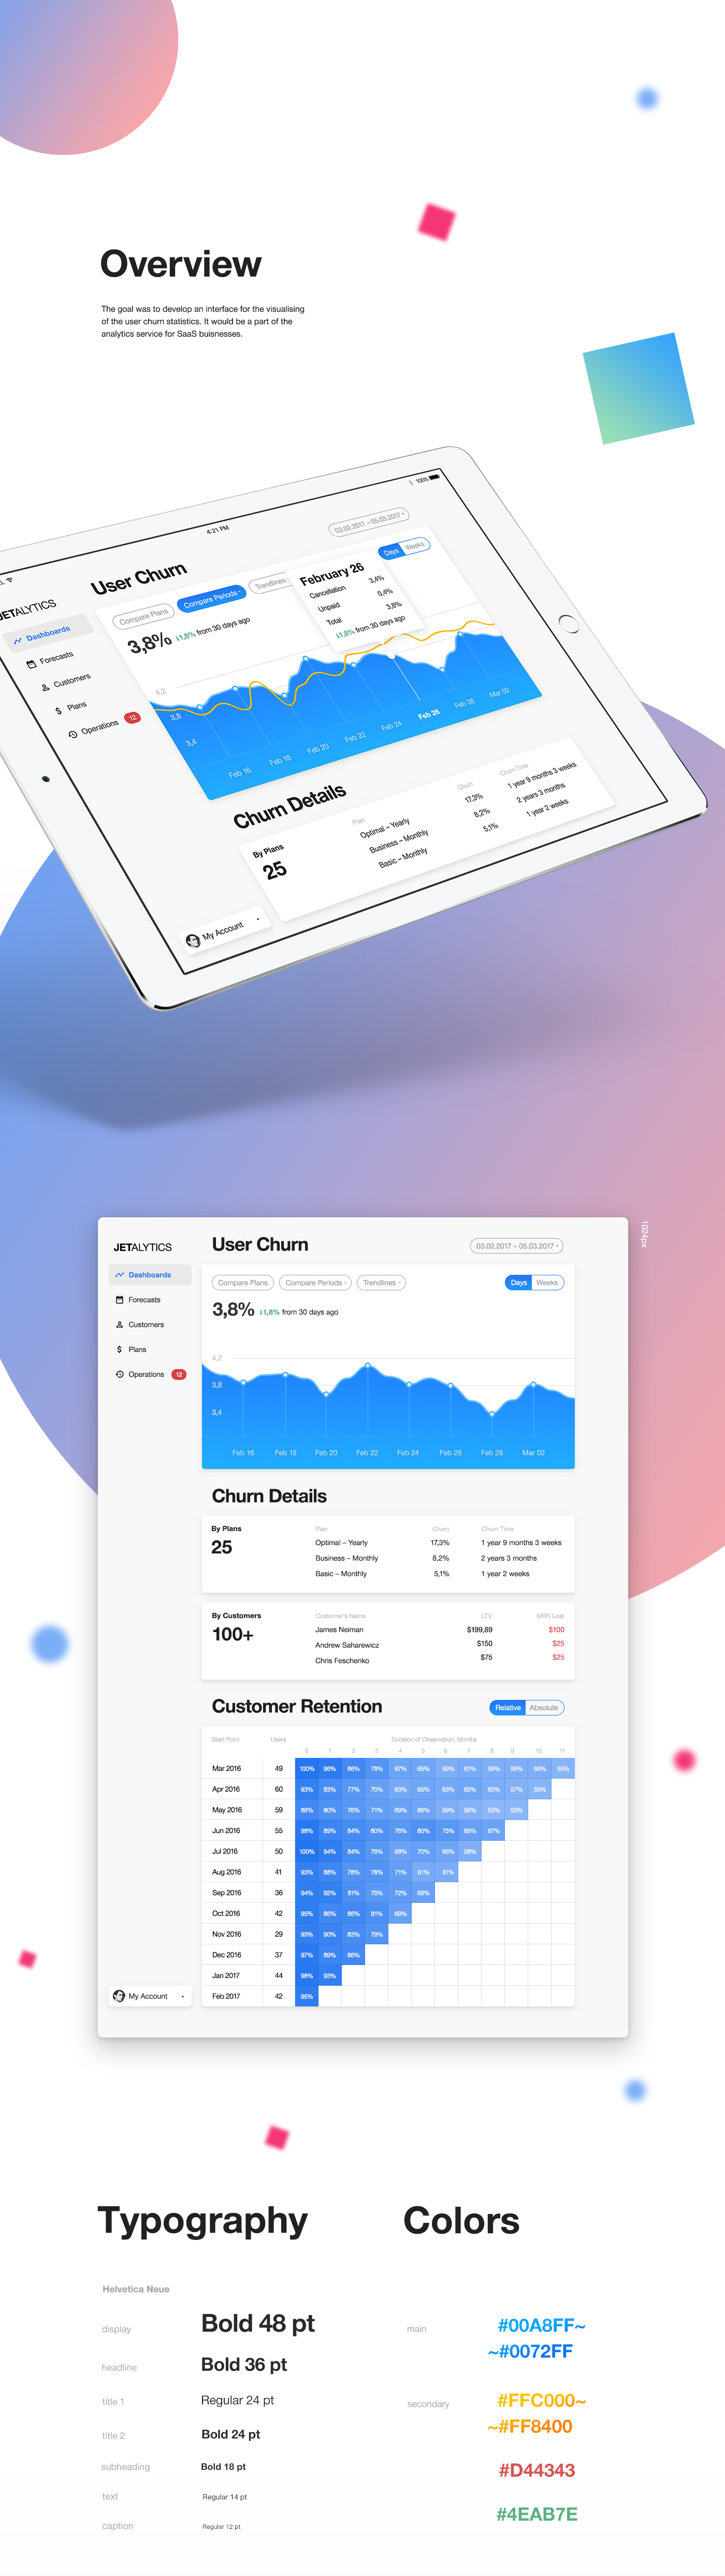 Overview
The goal was to develop an interface for the visualising
of the user churn statistics. It would be a part of the
analytics service for SaaS buisnesses.
4:21 PM
100%
JETALYTICS
Dashboards
Forecasts
Customers
Plans
Operations 12
My Account
User Churn
03.02.2017 – 05.03.2017
Compare Plans Compare Periods Trendlines
Days Weeks
3,8% ↓1,8% from 30 days ago
February 26
Cancellation 3,4%
Unpaid 0,4%
Total 3,8%
↓1,8% from 30 days ago
4,2
3,8
3,4
Feb 16 Feb 18 Feb 20 Feb 22 Feb 24 Feb 26 Feb 28 Mar 02
Churn Details
By Plans
25
Plan Churn Churn Time
Optimal – Yearly 17,3% 1 year 9 months 3 weeks
Business – Monthly 8,2% 2 years 3 months
Basic – Monthly 5,1% 1 year 2 weeks
1024px
JETALYTICS
Dashboards
Forecasts
Customers
Plans
Operations 12
My Account
User Churn
03.02.2017 – 05.03.2017
Compare Plans Compare Periods Trendlines
Days Weeks
3,8% ↓1,8% from 30 days ago
4,2
3,8
3,4
Feb 16 Feb 18 Feb 20 Feb 22 Feb 24 Feb 26 Feb 28 Mar 02
Churn Details
By Plans
25
Plan Churn Churn Time
Optimal – Yearly 17,3% 1 year 9 months 3 weeks
Business – Monthly 8,2% 2 years 3 months
Basic – Monthly 5,1% 1 year 2 weeks
By Customers
100+
Customer's Name LTV MRR Lost
James Neiman $199,89 $100
Andrew Saharewicz $150 $25
Chris Feschenko $75 $25
Customer Retention
Relative Absolute
Start Point Users Duration of Observation, Months
0 1 2 3 4 5 6 7 8 9 10 11
Mar 2016 49 100% 96% 86% 78% 67% 65% 59% 61% 59% 59% 59% 55%
Apr 2016 60 93% 83% 77% 70% 63% 65% 63% 65% 60% 57% 55%
May 2016 59 86% 80% 76% 71% 69% 66% 59% 56% 53% 53%
Jun 2016 55 98% 89% 84% 80% 76% 80% 75% 69% 67%
Jul 2016 50 100% 94% 84% 76% 68% 70% 66% 58%
Aug 2016 41 93% 88% 78% 78% 71% 61% 61%
Sep 2016 36 94% 92% 81% 75% 72% 69%
Oct 2016 42 95% 86% 86% 81% 69%
Nov 2016 29 93% 90% 83% 79%
Dec 2016 37 97% 89% 86%
Jan 2017 44 98% 93%
Feb 2017 42 95%
Typography
Helvetica Neue
display Bold 48 pt
headline Bold 36 pt
title 1 Regular 24 pt
title 2 Bold 24 pt
subheading Bold 18 pt
text Regular 14 pt
caption Regular 12 pt
Colors
main #00A8FF~
~#0072FF
secondary #FFC000~
~#FF8400
#D44343
#4EAB7E